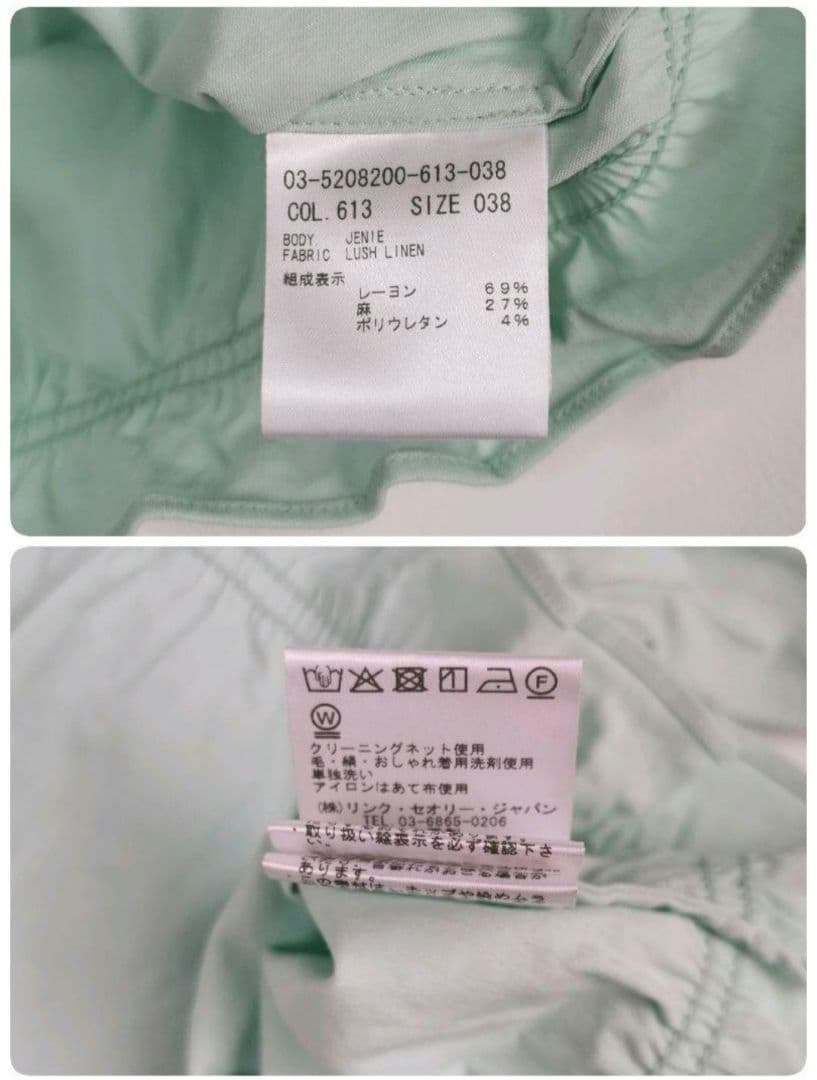 03-5208200-613-038
COL.613 SIZE 038
BODY JENIE
FABRIC LUSH LINEN
組成表示
レーヨン 69%
麻 27%
ポリウレタン 4%
W
F
クリーニングネット使用
毛・絹・おしゃれ着用洗剤使用
単独洗い
アイロンはあて布使用
(株)リンク・セオリー・ジャパン
TEL.03-6865-0206
・取り扱い絵表示を必ず確認下さ
い。
あります。